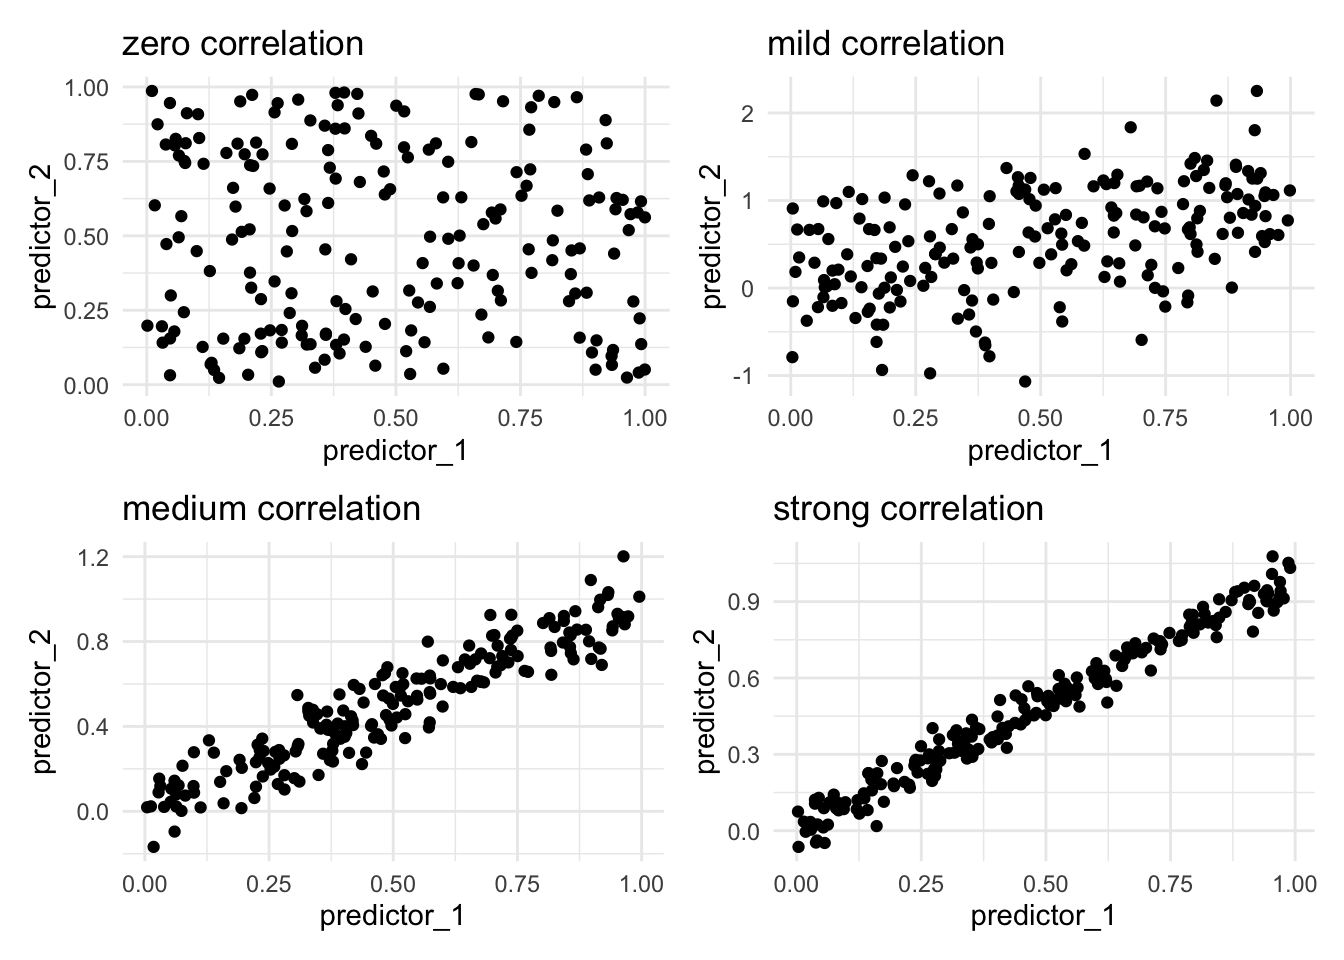 zero correlation
predictor_2
1.00
0.75
0.50
0.25
0.00
0.00 0.25 0.50 0.75 1.00
predictor_1
mild correlation
predictor_2
2
1
0
-1
0.00 0.25 0.50 0.75 1.00
predictor_1
medium correlation
predictor_2
1.2
0.8
0.4
0.0
0.00 0.25 0.50 0.75 1.00
predictor_1
strong correlation
predictor_2
0.9
0.6
0.3
0.0
0.00 0.25 0.50 0.75 1.00
predictor_1